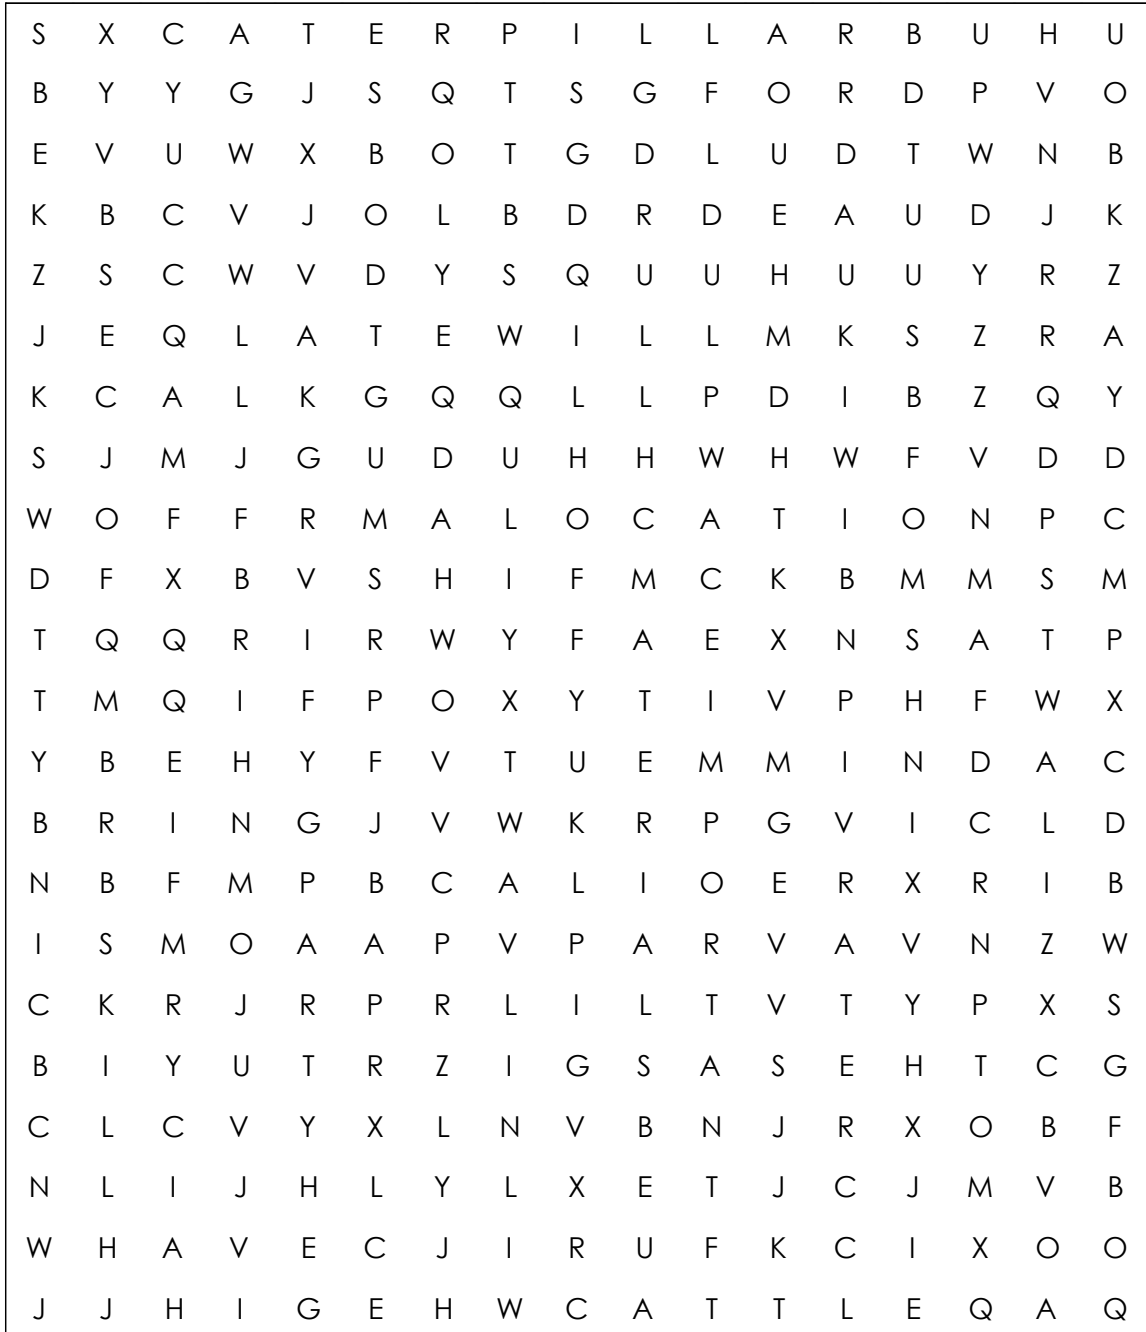 S X C A T E R P I L L A R B U H U
B Y Y G J S Q T S G F O R D P V O
E V U W X B O T G D L U D T W N B
K B C V J O L B D R D E A U D J K
Z S C W V D Y S Q U U H U U Y R Z
J E Q L A T E W I L L M K S Z R A
K C A L K G Q Q L L P D I B Z Q Y
S J M J G U D U H H W H W F V D D
W O F F R M A L O C A T I O N P C
D F X B V S H I F M C K B M M S M
T Q Q R I R W Y F A E X N S A T P
T M Q I F P O X Y T I V P H F W X
Y B E H Y F V T U E M M I N D A C
B R I N G J V W K R P G V I C L D
N B F M P B C A L I O E R X R I B
I S M O A A P V P A R V A V N Z W
C K R J R P R L I L T V T Y P X S
B I Y U T R Z I G S A S E H T C G
C L C V Y X L N V B N J R X O B F
N L I J H L Y L X E T J C J M V B
W H A V E C J I R U F K C I X O O
J J H I G E H W C A T T L E Q A Q